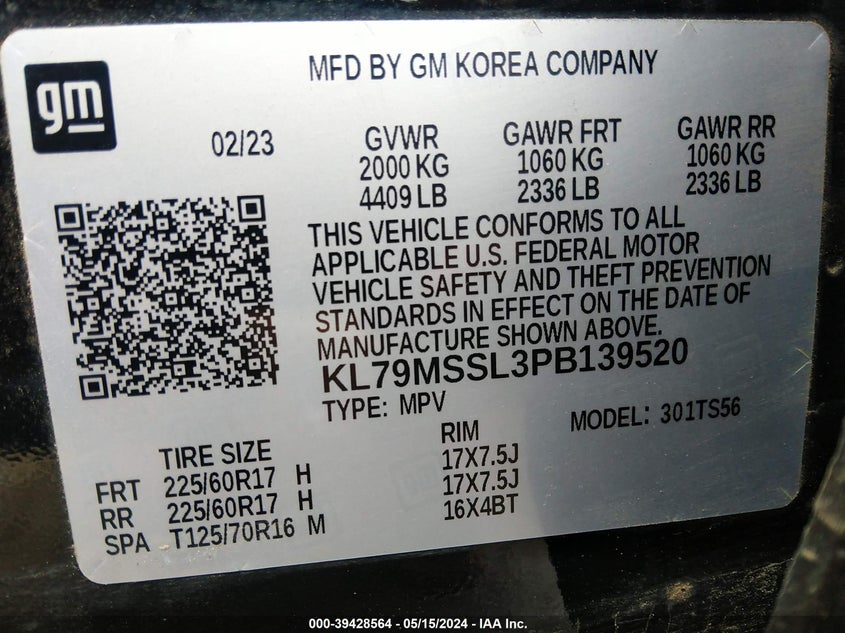 gm
MFD BY GM KOREA COMPANY
02/23
GVWR GAWR FRT GAWR RR
2000 KG 1060 KG 1060 KG
4409 LB 2336 LB 2336 LB
THIS VEHICLE CONFORMS TO ALL
APPLICABLE U.S. FEDERAL MOTOR
VEHICLE SAFETY AND THEFT PREVENTION
STANDARDS IN EFFECT ON THE DATE OF
MANUFACTURE SHOWN ABOVE.
KL79MSSL3PB139520
TYPE: MPV MODEL: 301TS56
TIRE SIZE RIM
FRT 225/60R17 H 17X7.5J
RR 225/60R17 H 17X7.5J
SPA T125/70R16 M 16X4BT
000-39428564 - 05/15/2024 - IAA Inc.